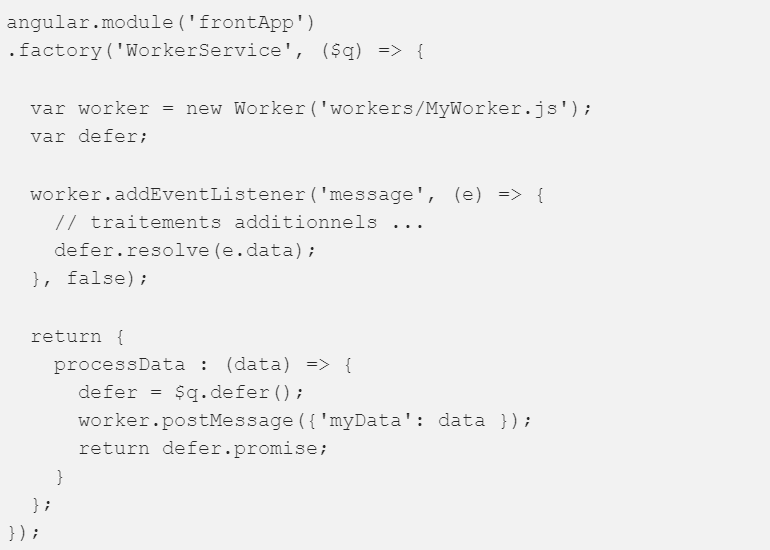 angular.module('frontApp')
.factory('WorkerService', ($q) => {
var worker = new Worker('workers/MyWorker.js');
var defer;
worker.addEventListener('message', (e) => {
// traitements additionnels ...
defer.resolve(e.data);
}, false);
return {
processData : (data) => {
defer = $q.defer();
worker.postMessage({'myData': data });
return defer.promise;
}
};
});